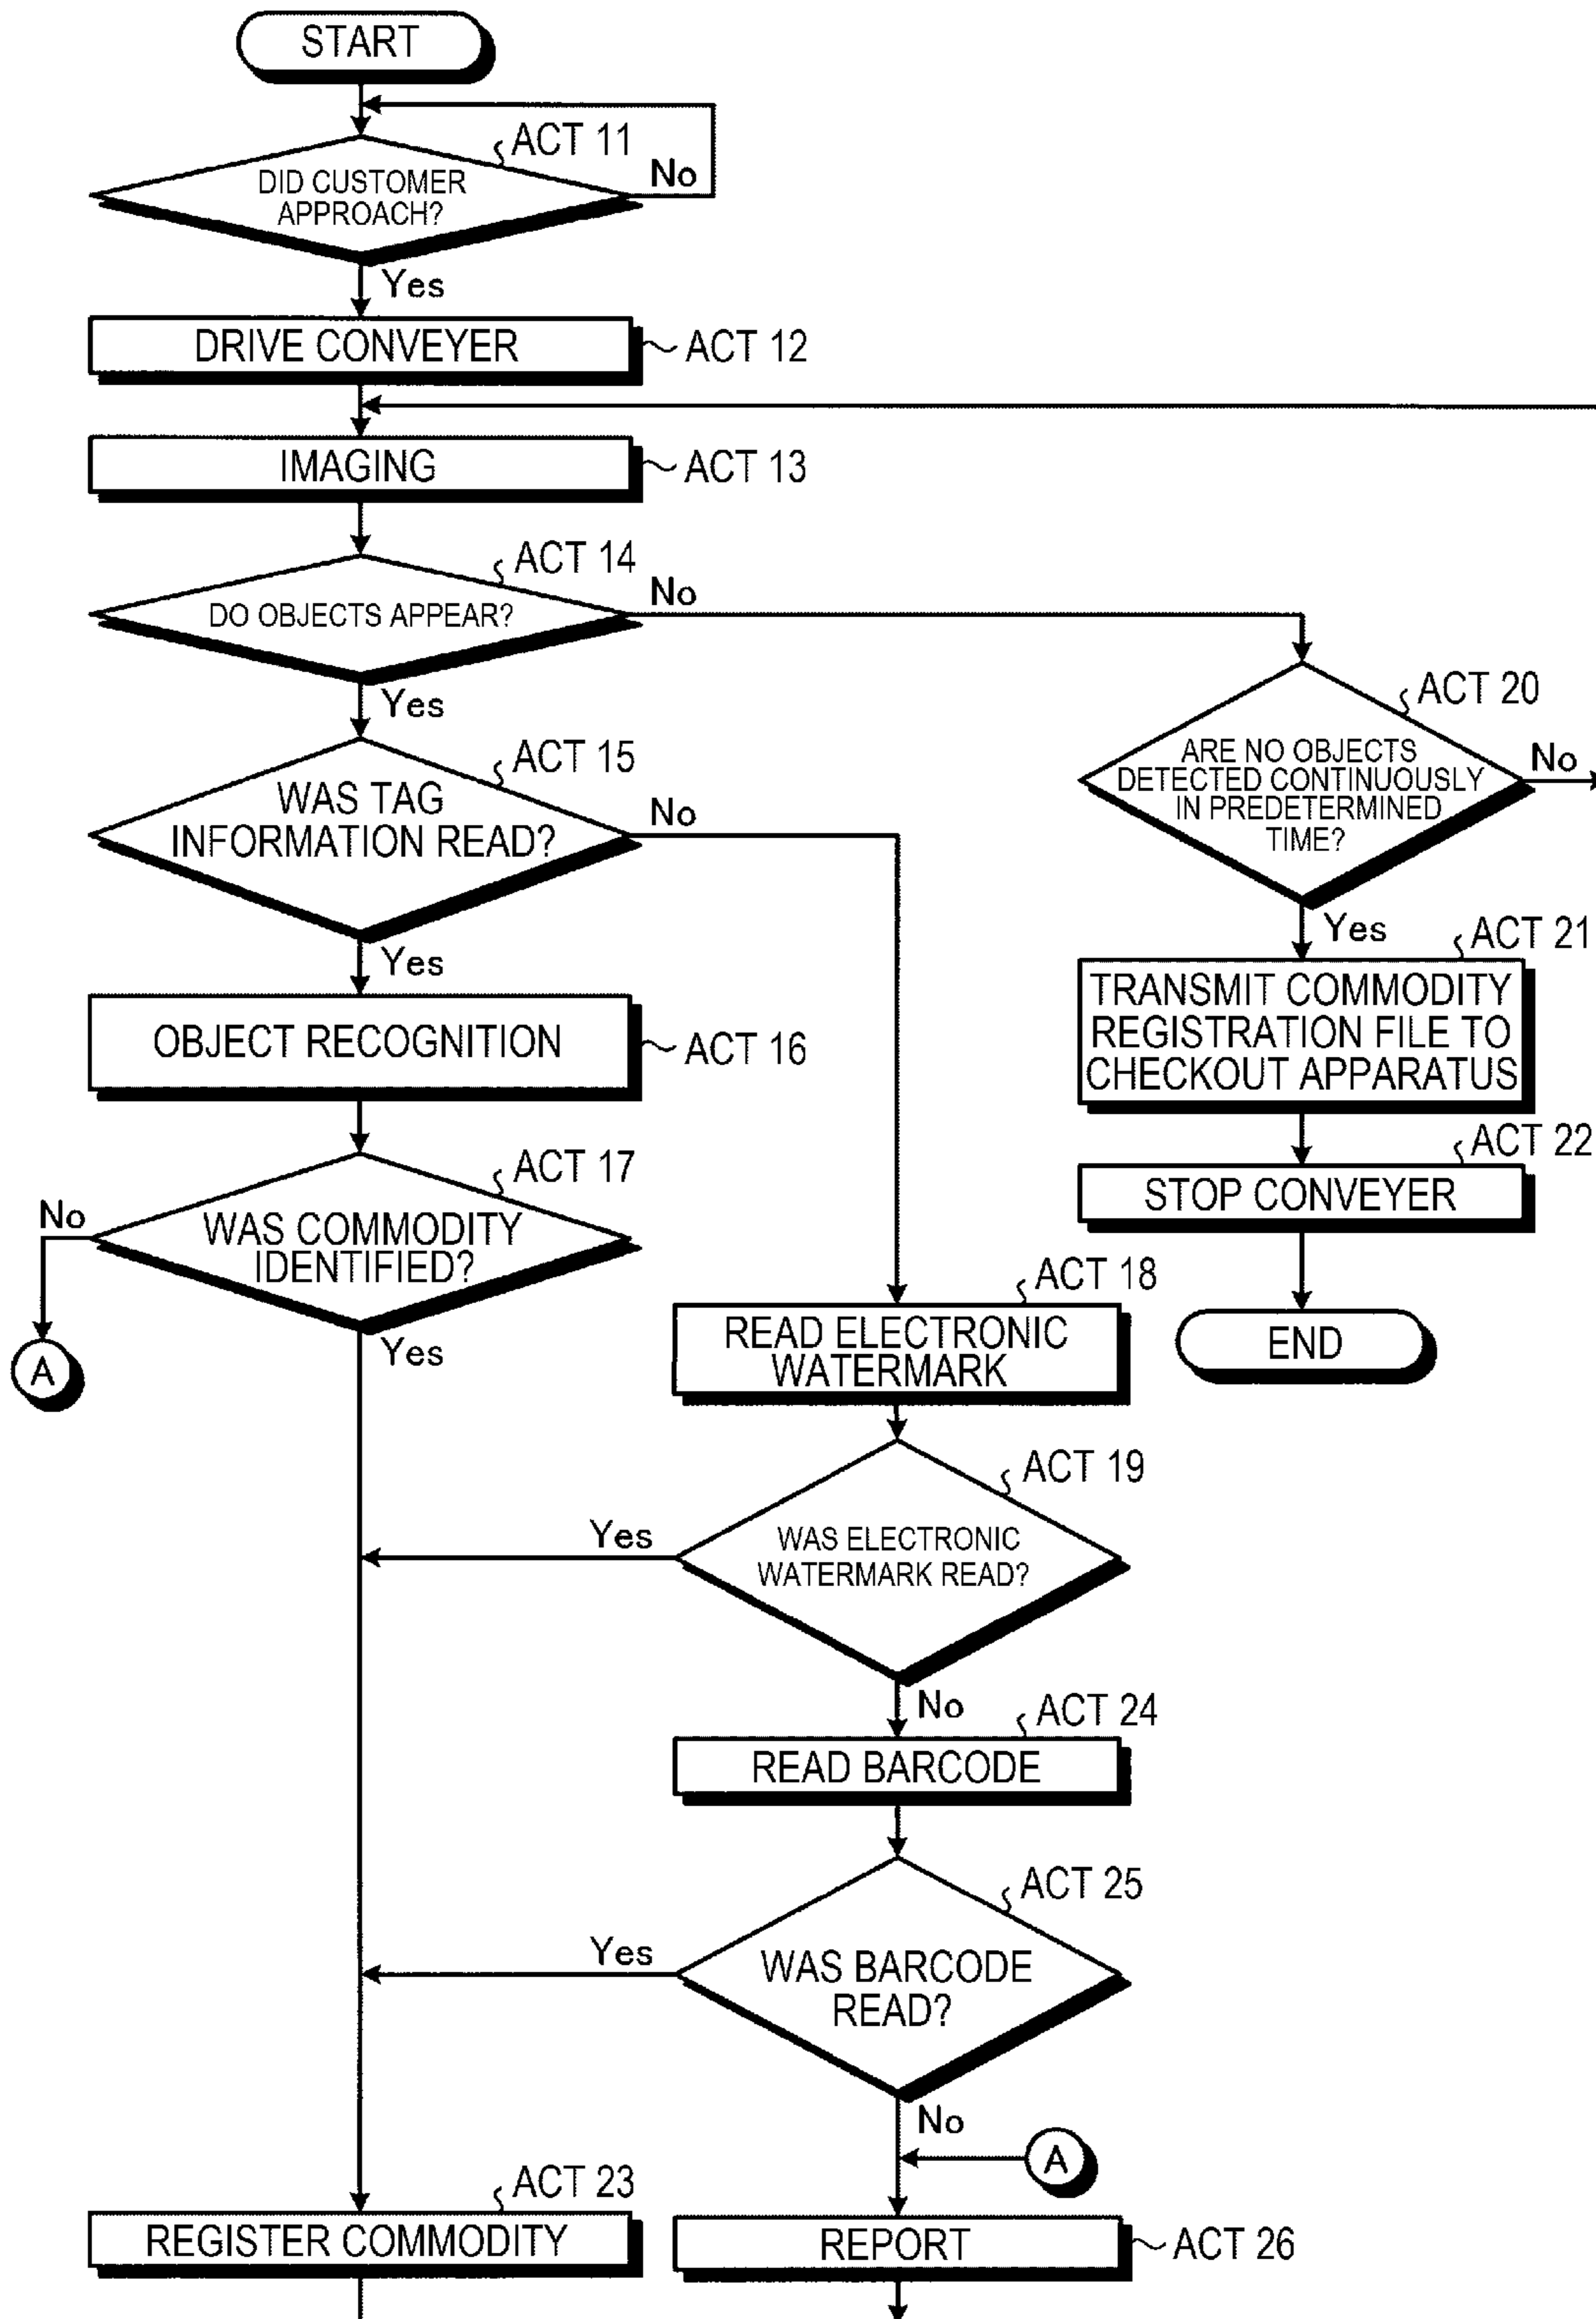 START
ACT 11
DID CUSTOMER
APPROACH?
No
Yes
DRIVE CONVEYER
ACT 12
IMAGING
ACT 13
ACT 14
DO OBJECTS APPEAR?
No
Yes
ACT 20
ARE NO OBJECTS
DETECTED CONTINUOUSLY
IN PREDETERMINED
TIME?
No
Yes
ACT 15
WAS TAG
INFORMATION READ?
No
Yes
ACT 21
TRANSMIT COMMODITY
REGISTRATION FILE TO
CHECKOUT APPARATUS
OBJECT RECOGNITION
ACT 16
ACT 22
STOP CONVEYER
END
ACT 17
WAS COMMODITY
IDENTIFIED?
No
A
Yes
ACT 18
READ ELECTRONIC
WATERMARK
ACT 19
WAS ELECTRONIC
WATERMARK READ?
Yes
No
ACT 24
READ BARCODE
ACT 25
WAS BARCODE
READ?
Yes
No
A
ACT 23
REGISTER COMMODITY
REPORT
ACT 26